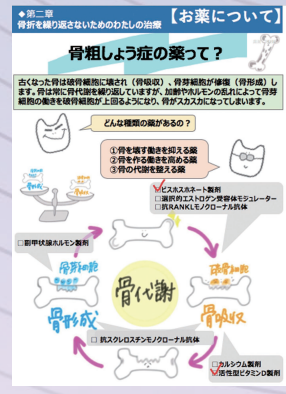 ◆第二章
骨折を繰り返さないためのわたしの治療
【お薬について】
骨粗しょう症の薬って？
古くなった骨は破骨細胞に壊され（骨吸収）、骨芽細胞が修復（骨形成）し
ます。骨は常に骨代謝を繰り返していますが、加齢やホルモンの乱れによって骨芽
細胞の働きを破骨細胞が上回るようになり、骨がスカスカになってしまいます。
どんな種類の薬があるの？
①骨を壊す働きを抑える薬
②骨を作る働きを高める薬
③骨の代謝を整える薬
骨形成
骨吸収
☑ビスホスホネート製剤
□選択的エストロゲン受容体モジュレーター
□抗RANKLモノクローナル抗体
□副甲状腺ホルモン製剤
骨芽細胞
破骨細胞
骨代謝
骨形成
骨吸収
□ 抗スクレロスチンモノクローナル抗体
□カルシウム製剤
☑活性型ビタミンD製剤